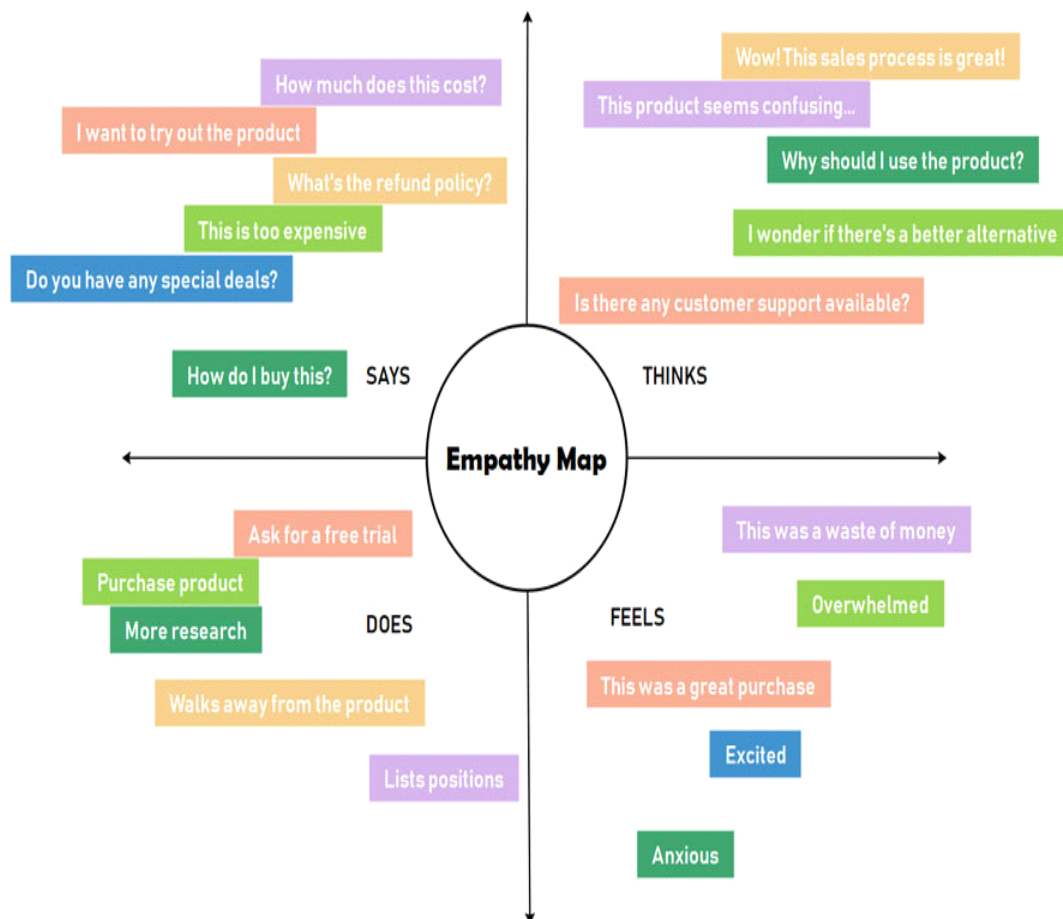 How much does this cost?
I want to try out the product
What's the refund policy?
This is too expensive
Do you have any special deals?
How do I buy this?
SAYS
Wow! This sales process is great!
This product seems confusing...
Why should I use the product?
I wonder if there's a better alternative
Is there any customer support available?
THINKS
Empathy Map
Ask for a free trial
Purchase product
More research
DOES
Walks away from the product
Lists positions
This was a waste of money
Overwhelmed
FEELS
This was a great purchase
Excited
Anxious